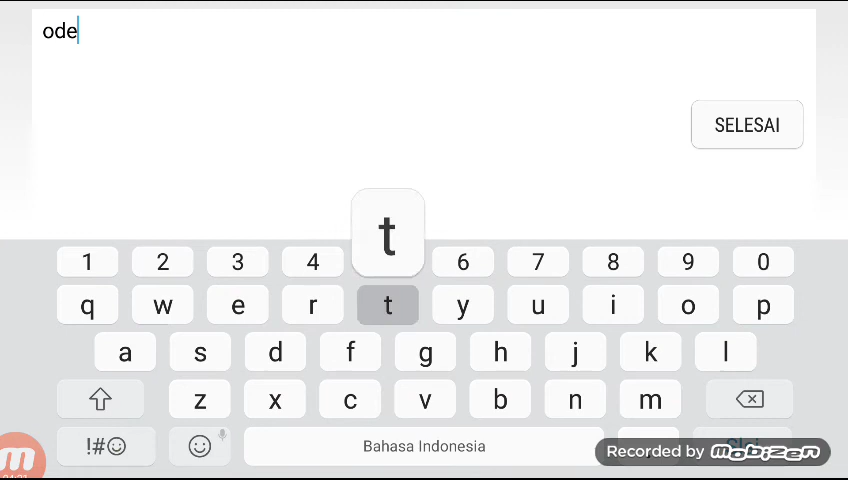 ode
SELESAI
t
1 2 3 4 6 7 8 9 0
q w e r t y u i o p
a s d f g h j k l
z x c v b n m
!#☺ Bahasa Indonesia
Recorded by mobizen